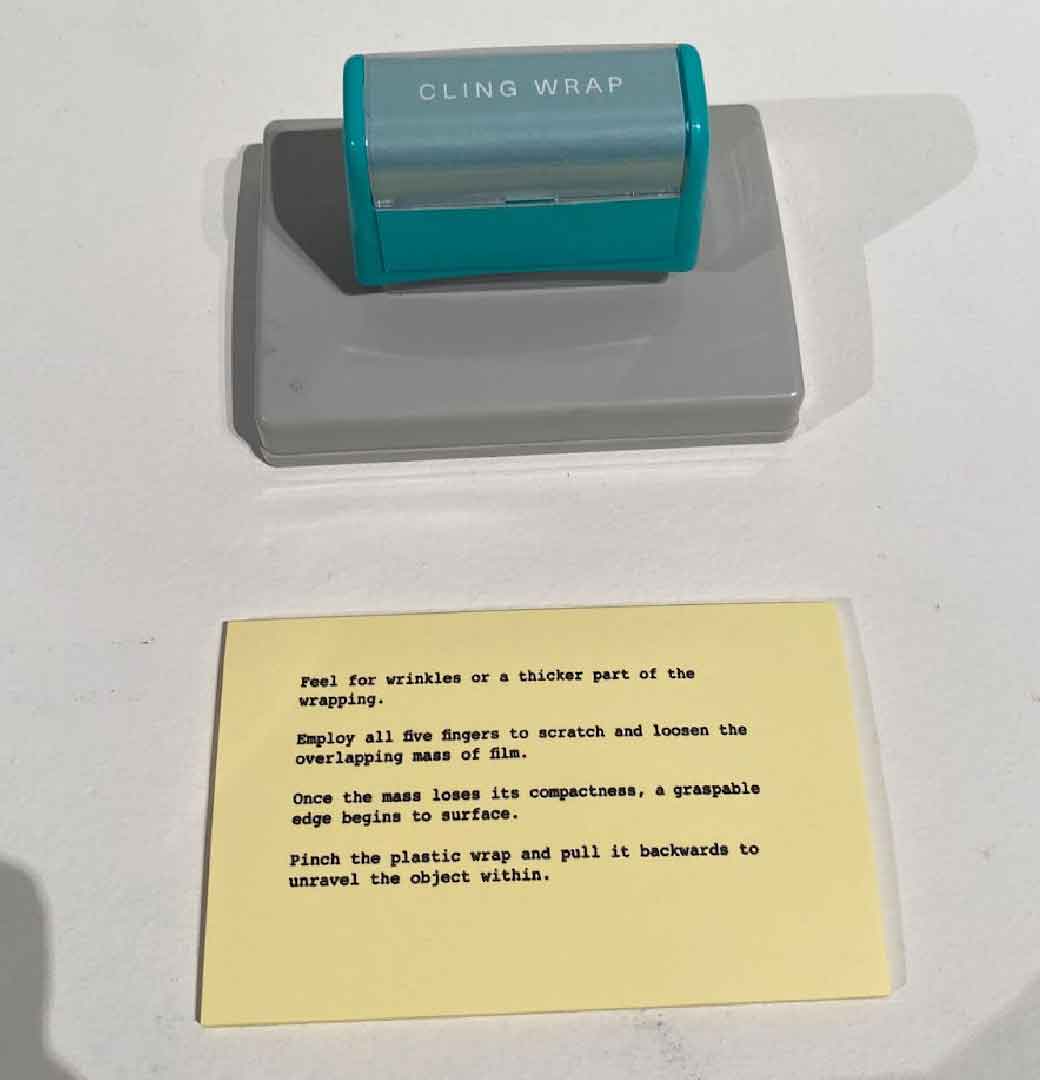 CLING WRAP
Feel for wrinkles or a thicker part of the
wrapping.
Employ all five fingers to scratch and loosen the
overlapping mass of film.
Once the mass loses its compactness, a graspable
edge begins to surface.
Pinch the plastic wrap and pull it backwards to
unravel the object within.